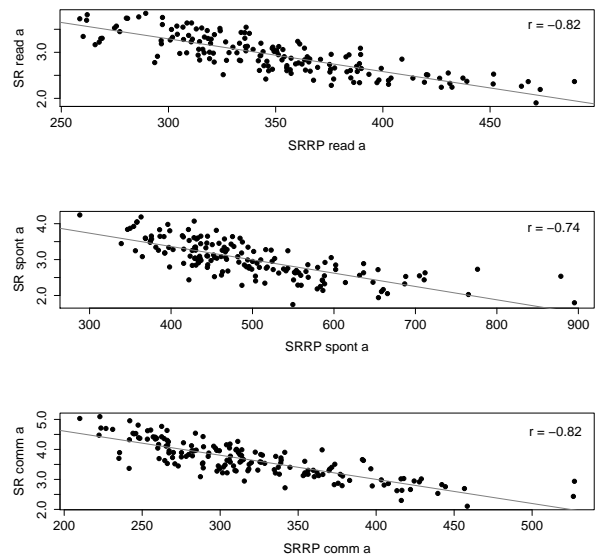 r = −0.82
SR read a
3.0
2.0
250 300 350 400 450
SRRP read a
r = −0.74
SR spont a
4.0
3.0
2.0
300 400 500 600 700 800 900
SRRP spont a
r = −0.82
SR comm a
5.0
4.0
3.0
2.0
200 250 300 350 400 450 500
SRRP comm a